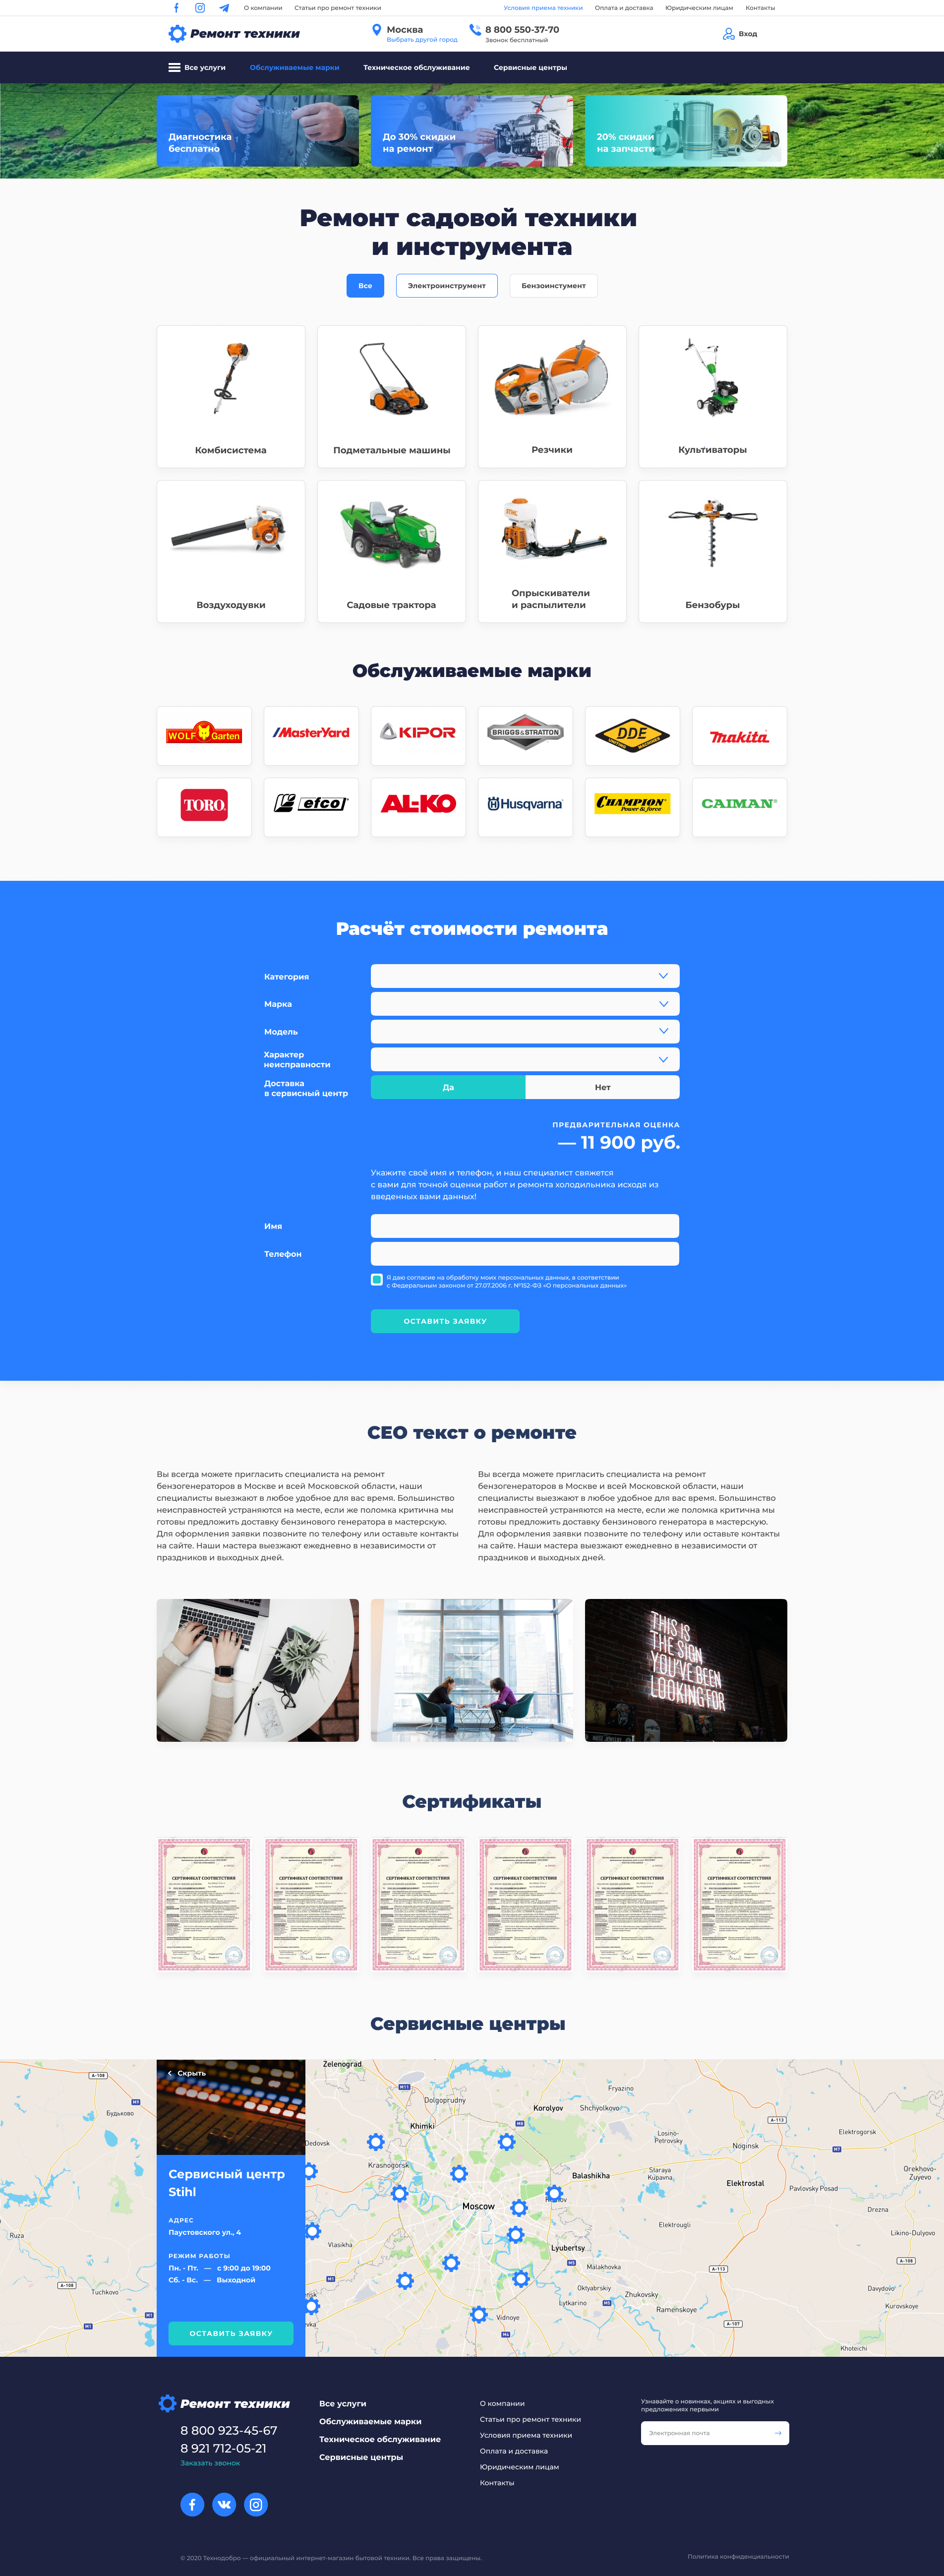 О компании
Статьи про ремонт техники
Условия приема техники
Оплата и доставка
Юридическим лицам
Контакты
Ремонт техники
Москва
Выбрать другой город
8 800 550-37-70
Звонок бесплатный
Вход
Все услуги
Обслуживаемые марки
Техническое обслуживание
Сервисные центры
Диагностика
бесплатно
До 30% скидки
на ремонт
20% скидки
на запчасти
Ремонт садовой техники
и инструмента
Все
Электроинструмент
Бензоинстумент
Комбисистема
Подметальные машины
Резчики
Культиваторы
Воздуходувки
Садовые трактора
Опрыскиватели
и распылители
Бензобуры
Обслуживаемые марки
WOLF Garten
MasterYard
KIPOR
BRIGGS&STRATTON
DDE
makita
TORO.
efco
AL-KO
Husqvarna
CHAMPION
Power & force
CAIMAN
Расчёт стоимости ремонта
Категория
Марка
Модель
Характер
неисправности
Доставка
в сервисный центр
Да
Нет
ПРЕДВАРИТЕЛЬНАЯ ОЦЕНКА
— 11 900 руб.
Укажите своё имя и телефон, и наш специалист свяжется
с вами для точной оценки работ и ремонта холодильника исходя из
введенных вами данных!
Имя
Телефон
Я даю согласие на обработку моих персональных данных, в соответствии
с Федеральным законом от 27.07.2006 г. №152-ФЗ «О персональных данных»
ОСТАВИТЬ ЗАЯВКУ
СЕО текст о ремонте
Вы всегда можете пригласить специалиста на ремонт
бензогенераторов в Москве и всей Московской области, наши
специалисты выезжают в любое удобное для вас время. Большинство
неисправностей устраняются на месте, если же поломка критична мы
готовы предложить доставку бензинового генератора в мастерскую.
Для оформления заявки позвоните по телефону или оставьте контакты
на сайте. Наши мастера выезжают ежедневно в независимости от
праздников и выходных дней.
Вы всегда можете пригласить специалиста на ремонт
бензогенераторов в Москве и всей Московской области, наши
специалисты выезжают в любое удобное для вас время. Большинство
неисправностей устраняются на месте, если же поломка критична мы
готовы предложить доставку бензинового генератора в мастерскую.
Для оформления заявки позвоните по телефону или оставьте контакты
на сайте. Наши мастера выезжают ежедневно в независимости от
праздников и выходных дней.
THIS IS
THE SIGN
YOU'VE BEEN
LOOKING FOR
Сертификаты
СЕРТИФИКАТ СООТВЕТСТВИЯ
СЕРТИФИКАТ СООТВЕТСТВИЯ
СЕРТИФИКАТ СООТВЕТСТВИЯ
СЕРТИФИКАТ СООТВЕТСТВИЯ
СЕРТИФИКАТ СООТВЕТСТВИЯ
СЕРТИФИКАТ СООТВЕТСТВИЯ
Сервисные центры
Скрыть
Сервисный центр
Stihl
АДРЕС
Паустовского ул., 4
РЕЖИМ РАБОТЫ
Пн. - Пт. — с 9:00 до 19:00
Сб. - Вс. — Выходной
ОСТАВИТЬ ЗАЯВКУ
Zelenograd
A-108
Будьково
Dolgoprudny
Fryazino
Korolyov
Shchyolkovo
Khimki
A-113
Elektrogorsk
Losino-
Petrovsky
Dedovsk
Noginsk
Krasnogorsk
Balashikha
Staraya
Kupavna
Elektrostal
Orekhovo-
Zuyevo
Pavlovsky Posad
Moscow
Drezna
Ruza
Elektrougli
Likino-Dulyovo
Vlasikha
Lyubertsy
Malakhovka
A-113
A-108
A-108
Tuchkovo
Oktyabrskiy
Zhukovsky
Davydovo
Lytkarino
Ramenskoye
Kurovskoye
Vidnoye
A-107
Khoteichi
Ремонт техники
8 800 923-45-67
8 921 712-05-21
Заказать звонок
Все услуги
Обслуживаемые марки
Техническое обслуживание
Сервисные центры
О компании
Статьи про ремонт техники
Условия приема техники
Оплата и доставка
Юридическим лицам
Контакты
Узнавайте о новинках, акциях и выгодных
предложениях первыми
Электронная почта
© 2020 Технодобро — официальный интернет-магазин бытовой техники. Все права защищены.
Политика конфиденциальности